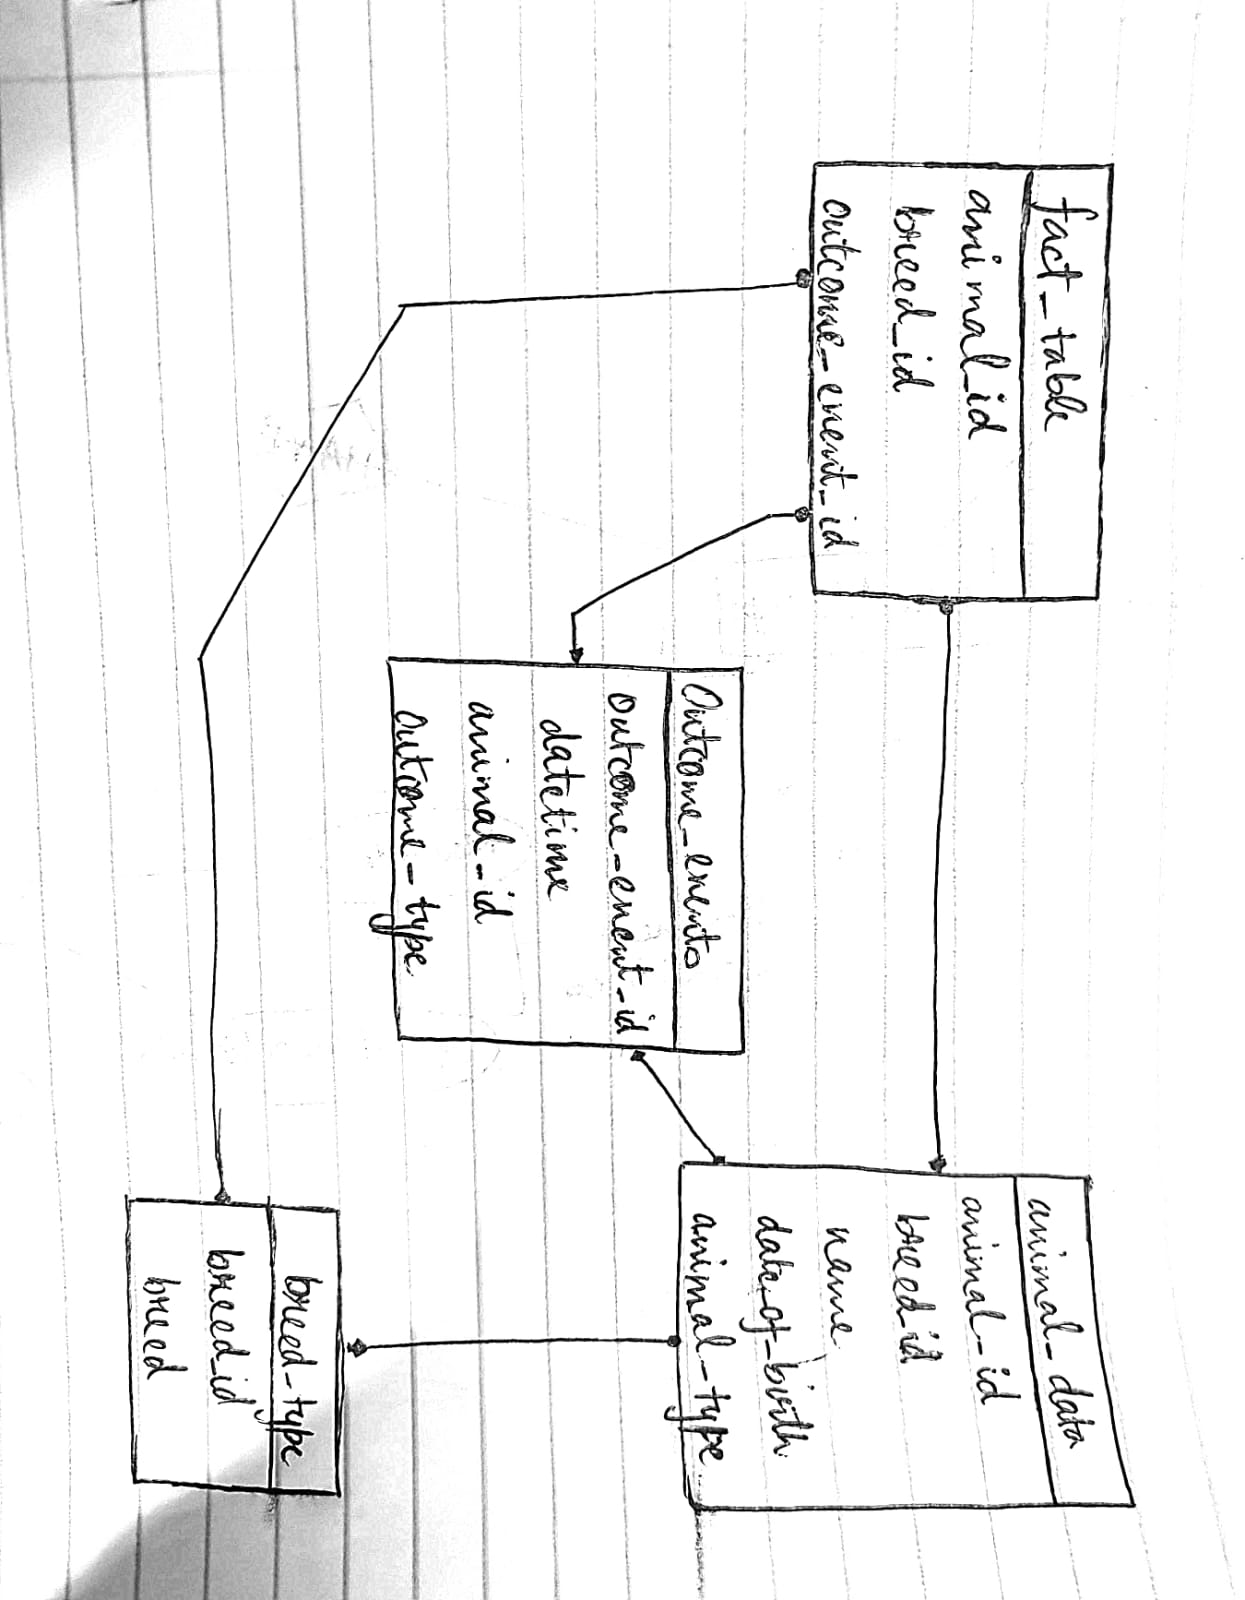 fact_table
animal_id
breed_id
outcome_event_id
animal_data
animal_id
breed_id
name
date_of_birth
animal_type
Outcome_events
outcome_event_id
datetime
animal_id
outcome_type
breed_type
breed_id
breed